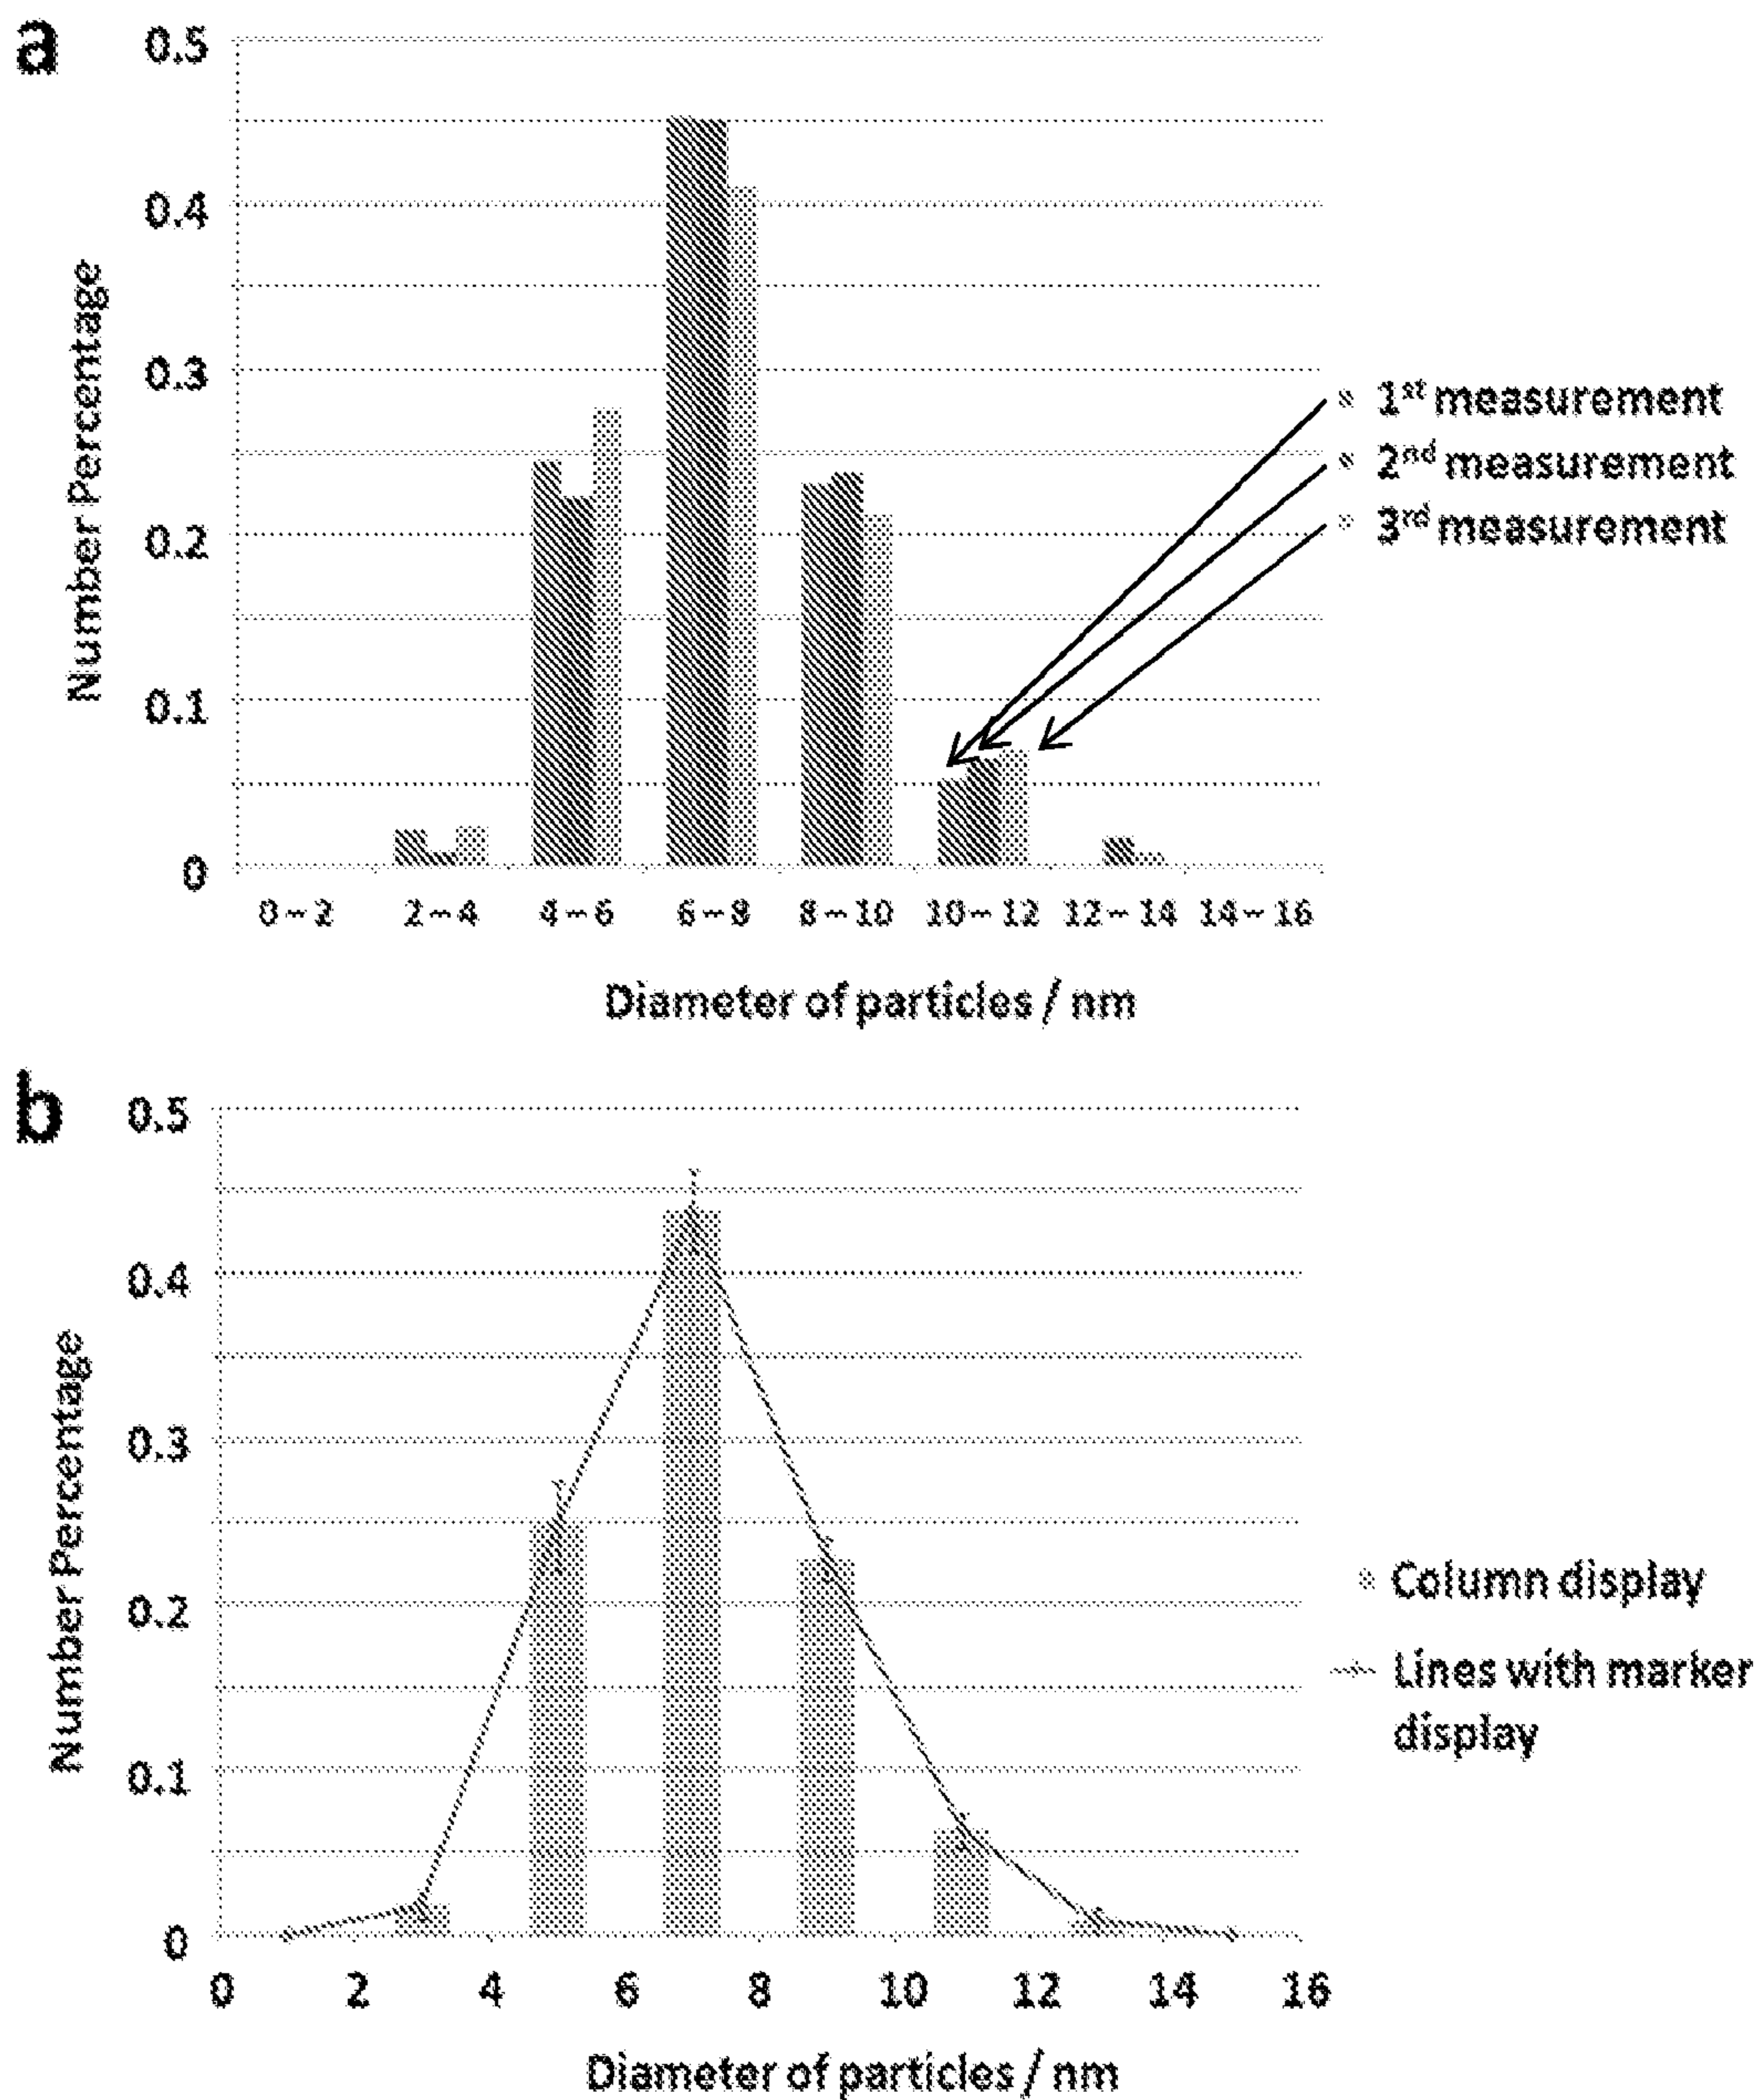 a
0.5
0.4
0.3
0.2
0.1
0
Number Percentage
1st measurement
2nd measurement
3rd measurement
0–2 2–4 4–6 6–8 8–10 10–12 12–14 14–16
Diameter of particles / nm
b
0.5
0.4
0.3
0.2
0.1
0
Number Percentage
Column display
Lines with marker
display
0 2 4 6 8 10 12 14 16
Diameter of particles / nm